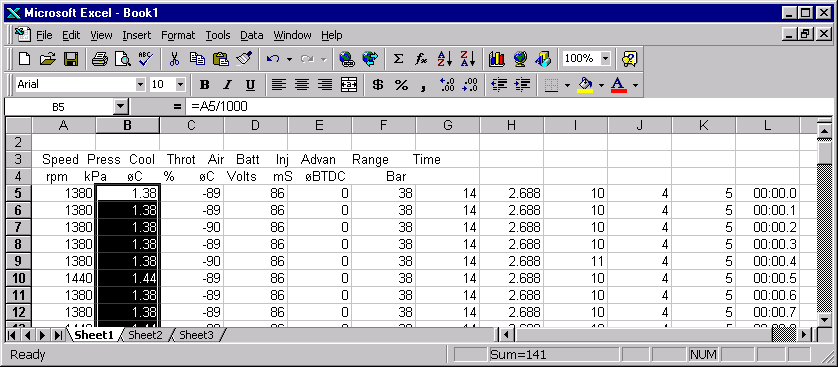 Microsoft Excel - Book1
File Edit View Insert Format Tools Data Window Help
Σ fx 100% ?
Arial 10 B I U $ % , A
B5 = =A5/1000
A B C D E F G H I J K L
2
3 Speed Press Cool Throt Air Batt Inj Advan Range Time
4 rpm kPa øC % øC Volts mS øBTDC Bar
5 1380 1.38 -89 86 0 38 14 2.688 10 4 5 00:00.0
6 1380 1.38 -89 86 0 38 14 2.688 10 4 5 00:00.1
7 1380 1.38 -90 86 0 38 14 2.688 10 4 5 00:00.2
8 1380 1.38 -89 86 0 38 14 2.688 10 4 5 00:00.3
9 1380 1.38 -90 86 0 38 14 2.688 11 4 5 00:00.4
10 1440 1.44 -89 86 0 38 14 2.688 10 4 5 00:00.5
11 1380 1.38 -89 86 0 38 14 2.688 10 4 5 00:00.6
12 1380 1.38 -89 86 0 38 14 2.688 10 4 5 00:00.7
Sheet1 Sheet2 Sheet3
Ready Sum=141 NUM